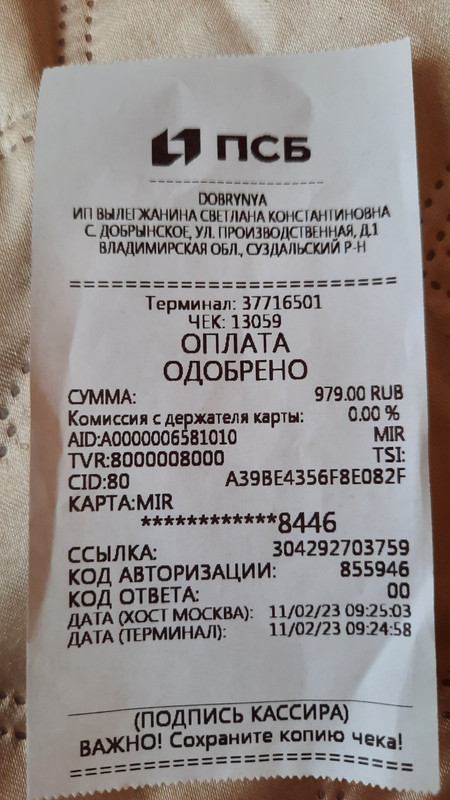 ПСБ
DOBRYNYA
ИП ВЫЛЕГЖАНИНА СВЕТЛАНА КОНСТАНТИНОВНА
С. ДОБРЫНСКОЕ, УЛ. ПРОИЗВОДСТВЕННАЯ, Д.1
ВЛАДИМИРСКАЯ ОБЛ., СУЗДАЛЬСКИЙ Р-Н
Терминал: 37716501
ЧЕК: 13059
ОПЛАТА
ОДОБРЕНО
СУММА: 979.00 RUB
Комиссия с держателя карты: 0.00 %
AID:A0000006581010 MIR
TVR:8000008000 TSI:
CID:80 A39BE4356F8E082F
КАРТА:MIR
************8446
ССЫЛКА: 304292703759
КОД АВТОРИЗАЦИИ: 855946
КОД ОТВЕТА: 00
ДАТА (ХОСТ МОСКВА): 11/02/23 09:25:03
ДАТА (ТЕРМИНАЛ): 11/02/23 09:24:58
(ПОДПИСЬ КАССИРА)
ВАЖНО! Сохраните копию чека!